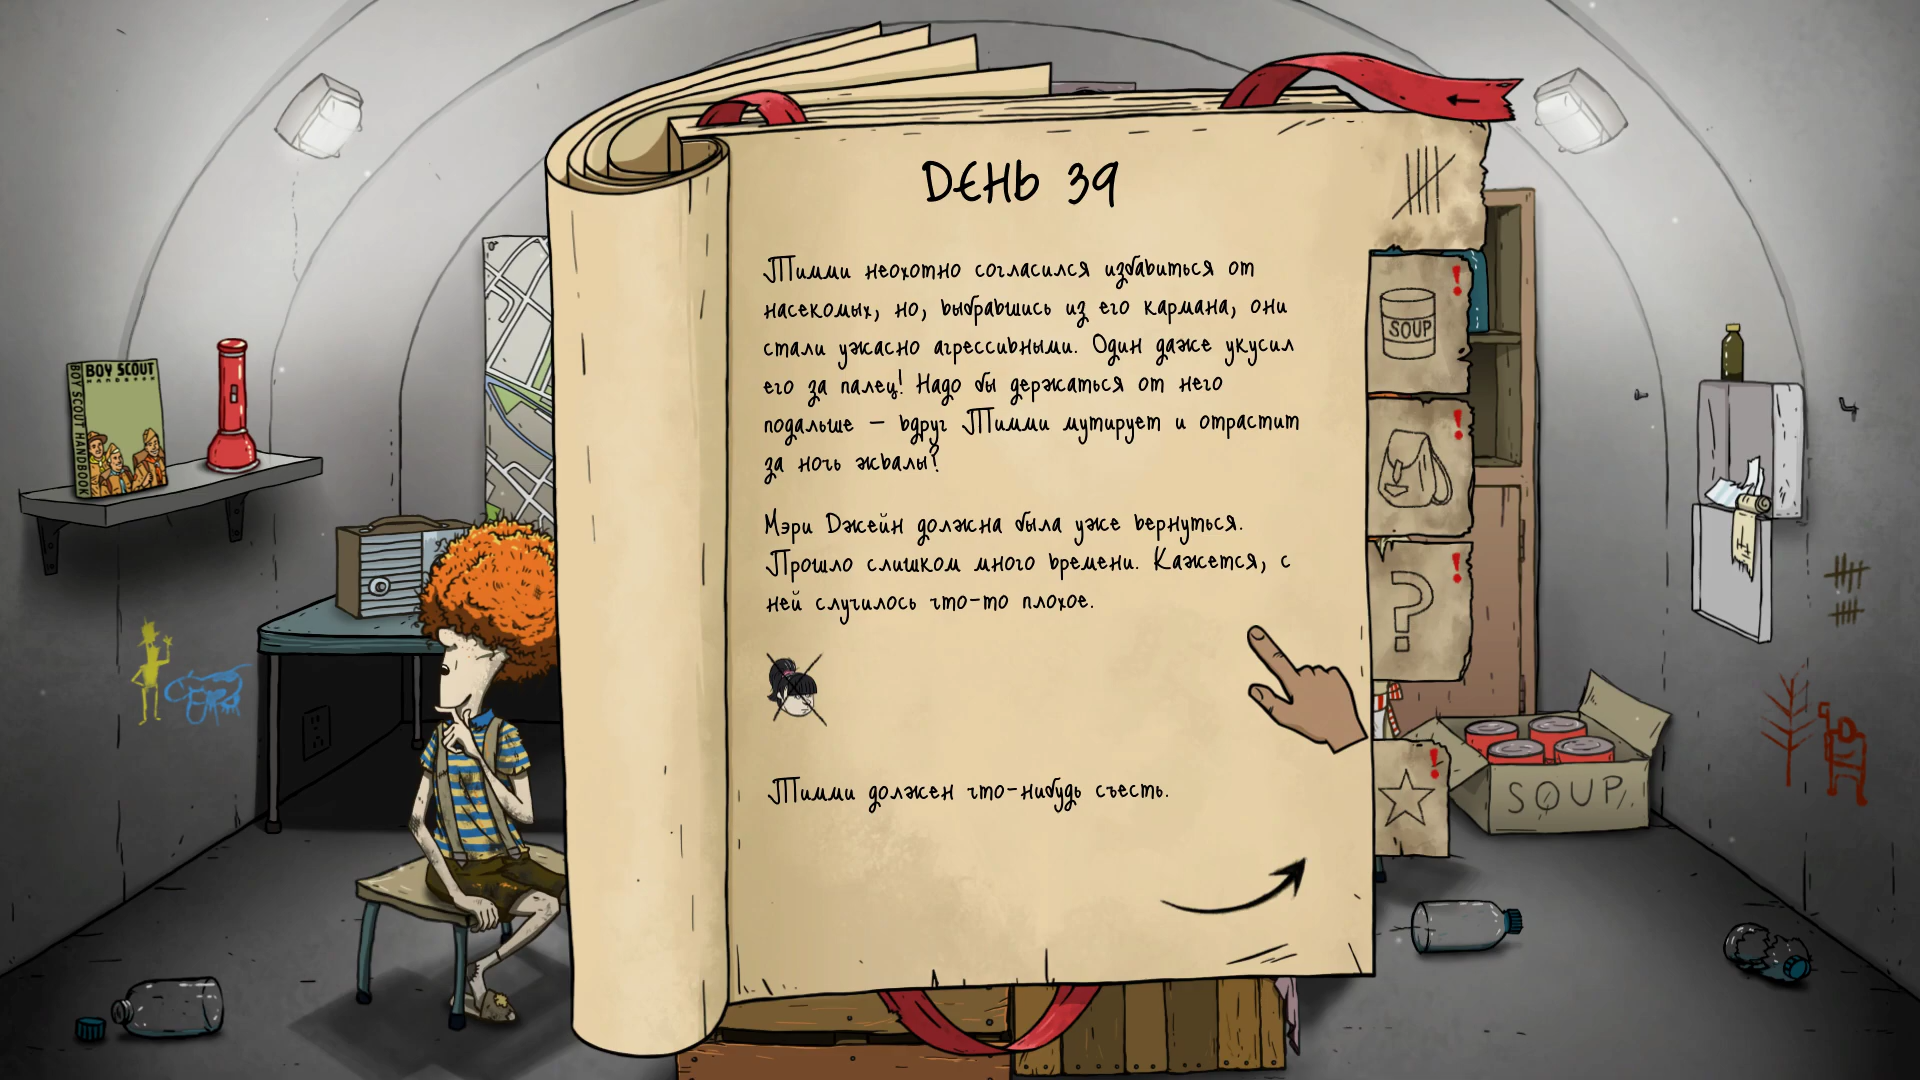 ДЕНЬ 39
Тимми неохотно согласился избавиться от
насекомых, но, выбравшись из его кармана, они
стали ужасно агрессивными. Один даже укусил
его за палец! Надо бы держаться от него
подальше — вдруг Тимми мутирует и отрастит
за ночь жвалы?
Мэри Джейн должна была уже вернуться.
Прошло слишком много времени. Кажется, с
ней случилось что-то плохое.
Тимми должен что-нибудь съесть.
BOY SCOUT
HANDBOOK
BOY SCOUT HANDBOOK
!
SOUP
!
!
?
!
SOUP